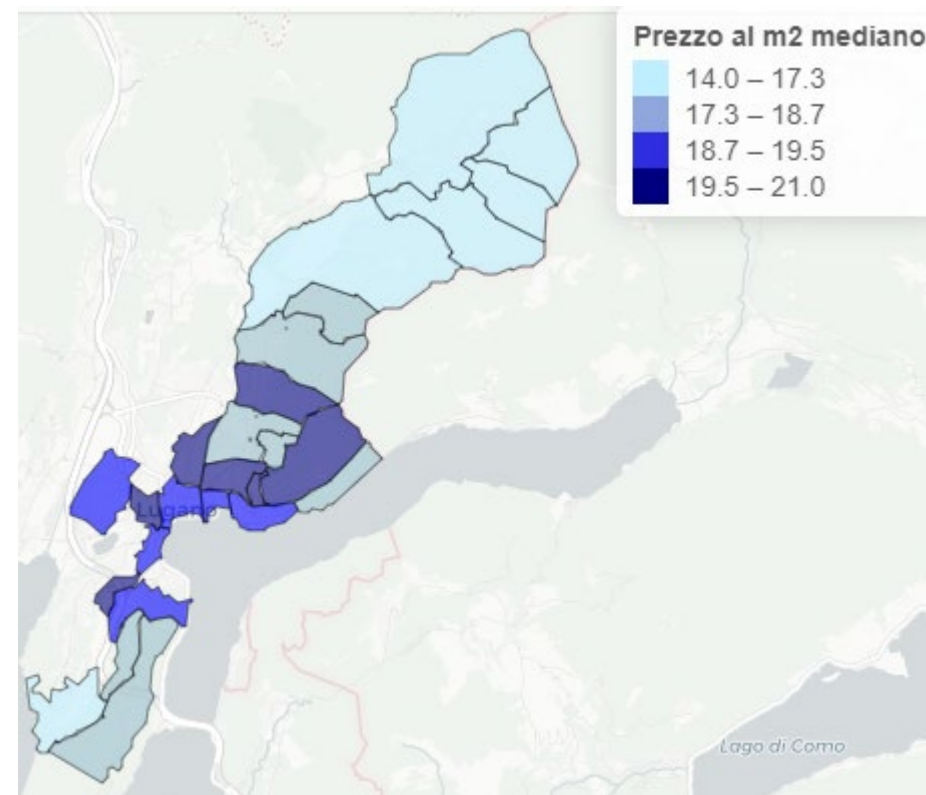 Prezzo al m2 mediano
14.0 – 17.3
17.3 – 18.7
18.7 – 19.5
19.5 – 21.0
Lugano
Lago di Como